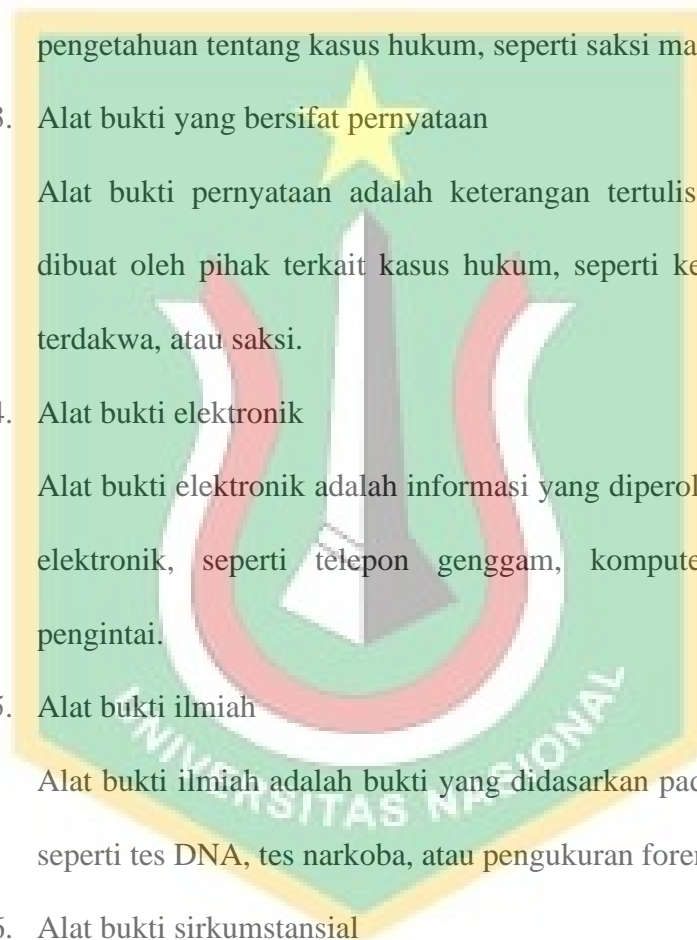 pengetahuan tentang kasus hukum, seperti saksi ma
3. Alat bukti yang bersifat pernyataan
Alat bukti pernyataan adalah keterangan tertulis
dibuat oleh pihak terkait kasus hukum, seperti ke
terdakwa, atau saksi.
4. Alat bukti elektronik
Alat bukti elektronik adalah informasi yang diperol
elektronik, seperti telepon genggam, kompute
pengintai.
5. Alat bukti ilmiah
Alat bukti ilmiah adalah bukti yang didasarkan pad
seperti tes DNA, tes narkoba, atau pengukuran foren
6. Alat bukti sirkumstansial
UNIVERSITAS NASIONAL